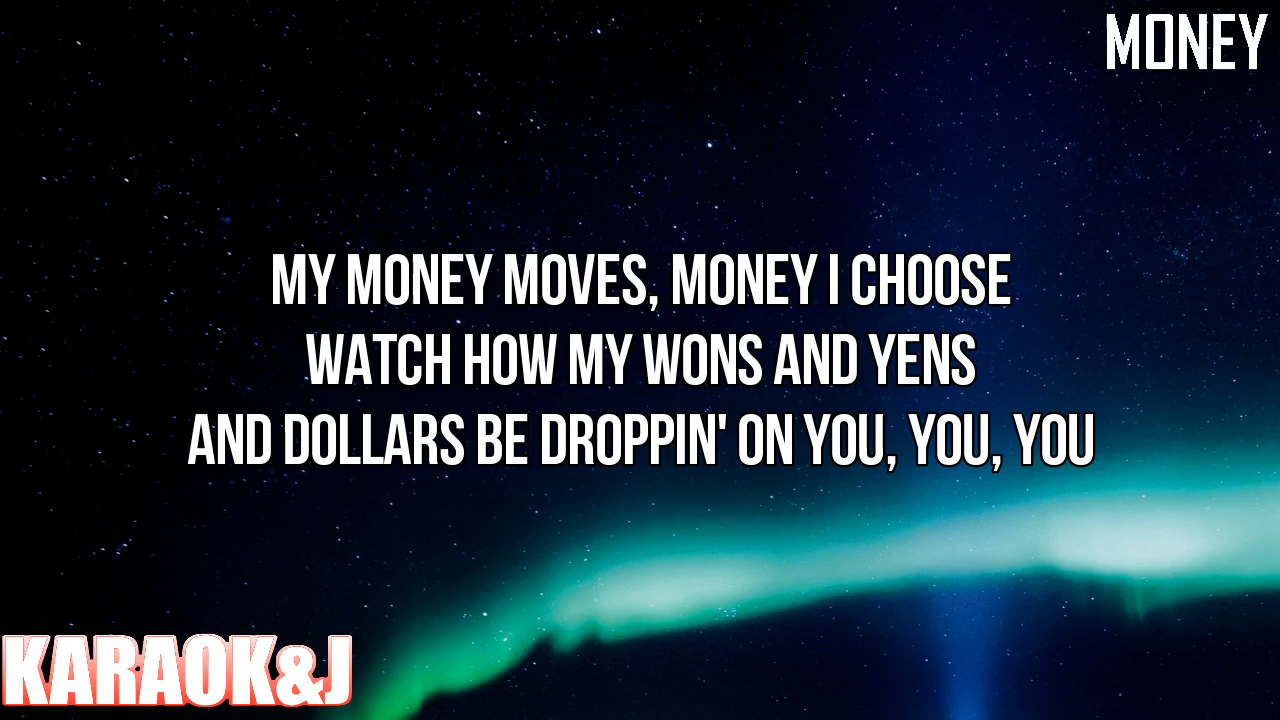 MONEY
MY MONEY MOVES, MONEY I CHOOSE
WATCH HOW MY WONS AND YENS
AND DOLLARS BE DROPPIN' ON YOU, YOU, YOU
KARAOK&J